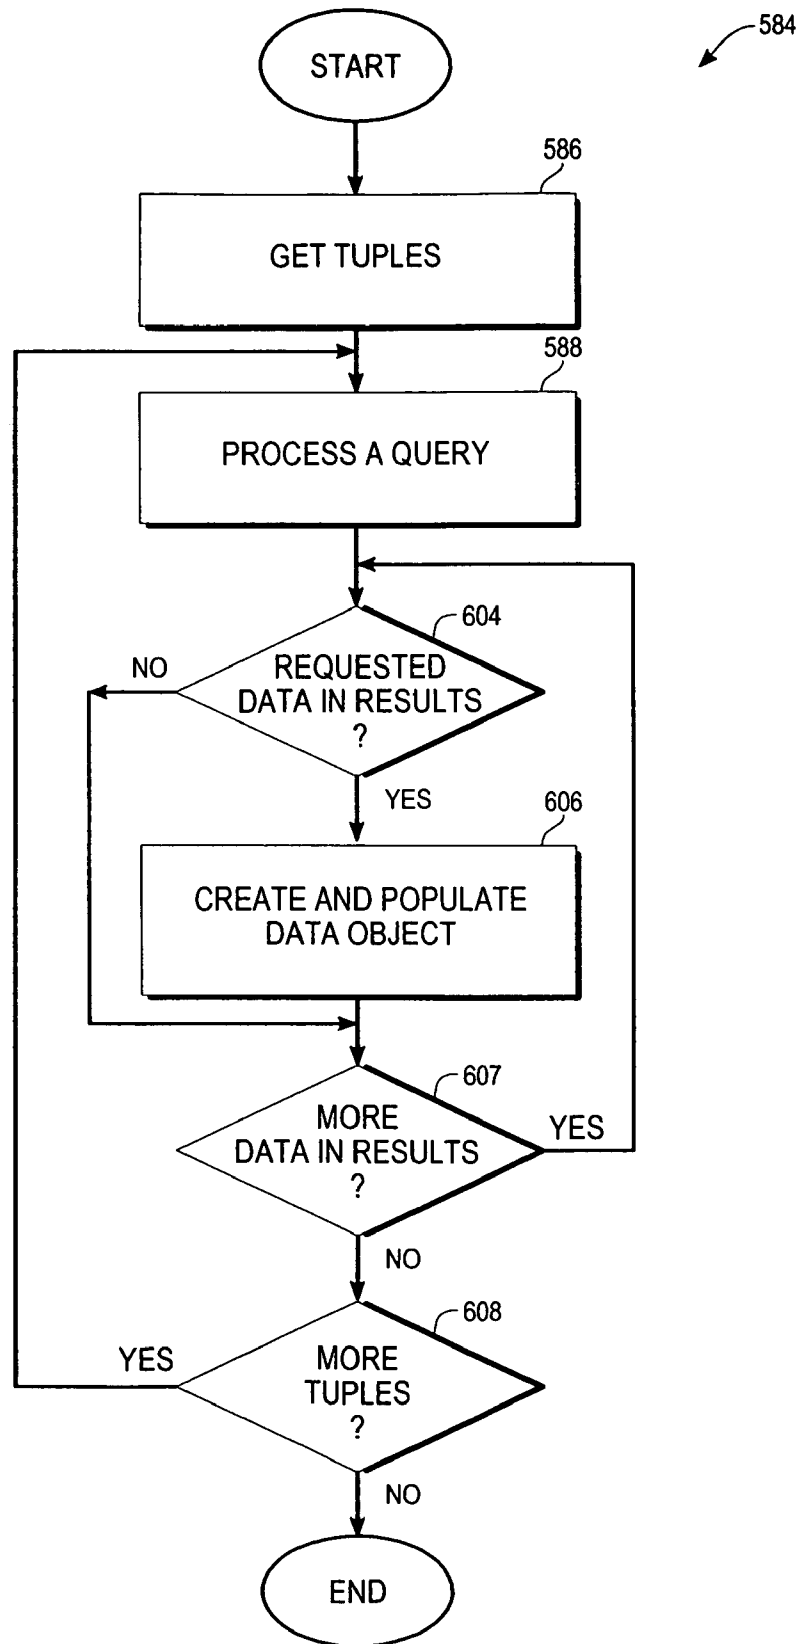 584
START
586
GET TUPLES
588
PROCESS A QUERY
604
NO
REQUESTED
DATA IN RESULTS
?
YES
606
CREATE AND POPULATE
DATA OBJECT
607
MORE
DATA IN RESULTS
?
YES
NO
608
YES
MORE
TUPLES
?
NO
END